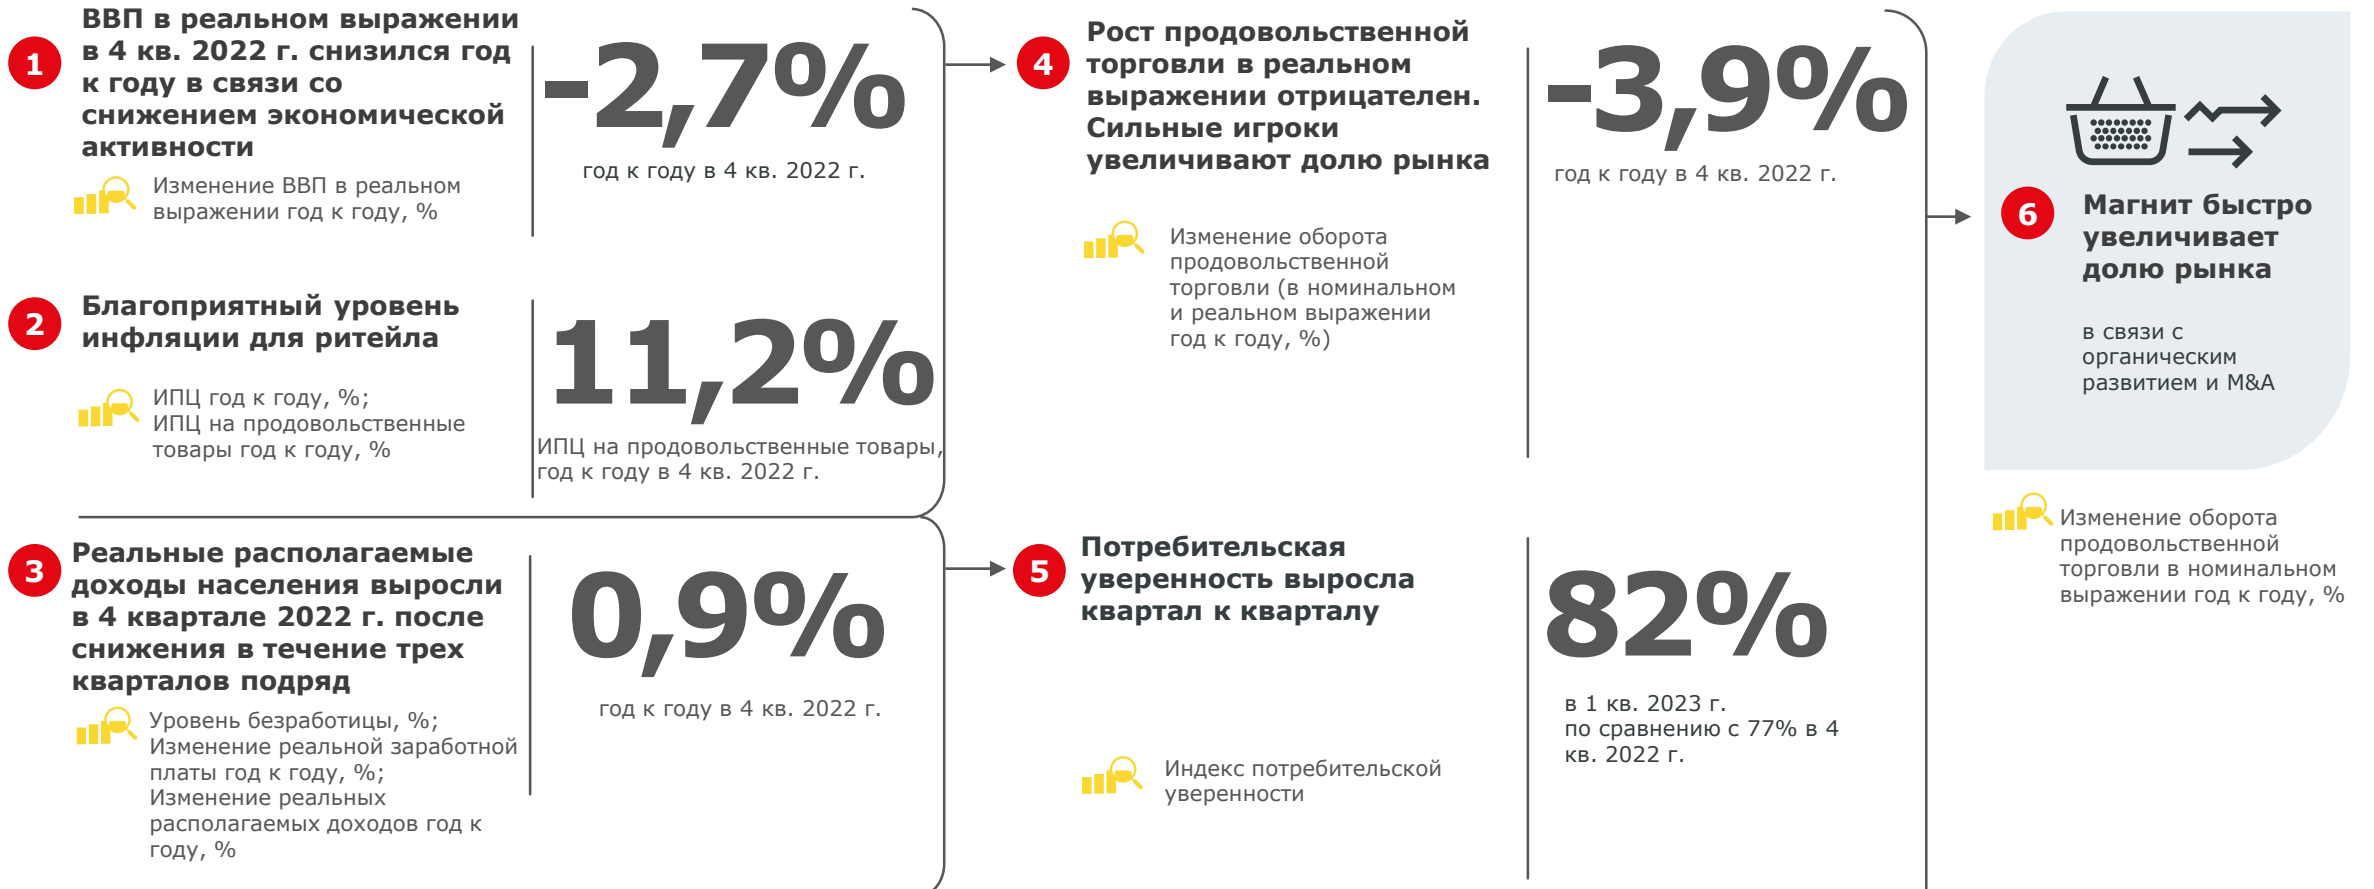 1
ВВП в реальном выражении
в 4 кв. 2022 г. снизился год
к году в связи со
снижением экономической
активности
Изменение ВВП в реальном
выражении год к году, %
-2,7%
год к году в 4 кв. 2022 г.
2
Благоприятный уровень
инфляции для ритейла
ИПЦ год к году, %;
ИПЦ на продовольственные
товары год к году, %
11,2%
ИПЦ на продовольственные товары,
год к году в 4 кв. 2022 г.
3
Реальные располагаемые
доходы населения выросли
в 4 квартале 2022 г. после
снижения в течение трех
кварталов подряд
Уровень безработицы, %;
Изменение реальной заработной
платы год к году, %;
Изменение реальных
располагаемых доходов год к
году, %
0,9%
год к году в 4 кв. 2022 г.
4
Рост продовольственной
торговли в реальном
выражении отрицателен.
Сильные игроки
увеличивают долю рынка
Изменение оборота
продовольственной
торговли (в номинальном
и реальном выражении
год к году, %)
-3,9%
год к году в 4 кв. 2022 г.
5
Потребительская
уверенность выросла
квартал к кварталу
Индекс потребительской
уверенности
82%
в 1 кв. 2023 г.
по сравнению с 77% в 4
кв. 2022 г.
6
Магнит быстро
увеличивает
долю рынка
в связи с
органическим
развитием и M&A
Изменение оборота
продовольственной
торговли в номинальном
выражении год к году, %